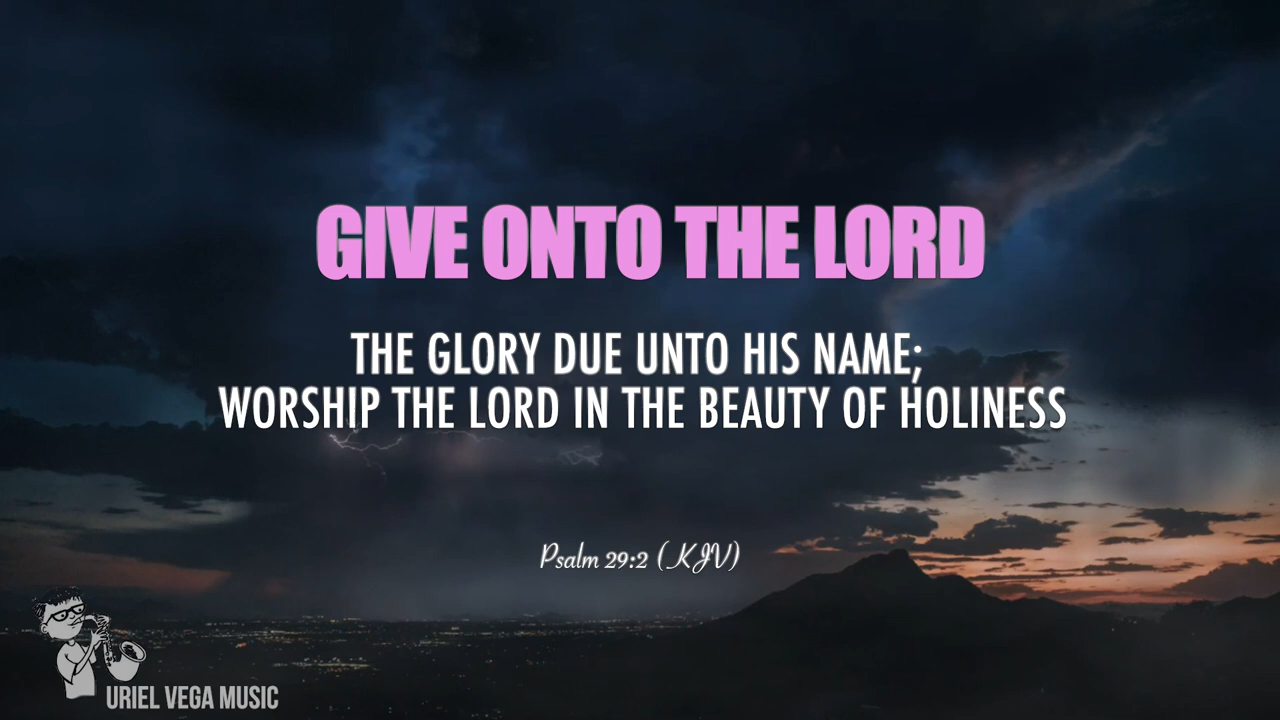 GIVE ONTO THE LORD
THE GLORY DUE UNTO HIS NAME;
WORSHIP THE LORD IN THE BEAUTY OF HOLINESS
Psalm 29:2 (KJV)
URIEL VEGA MUSIC